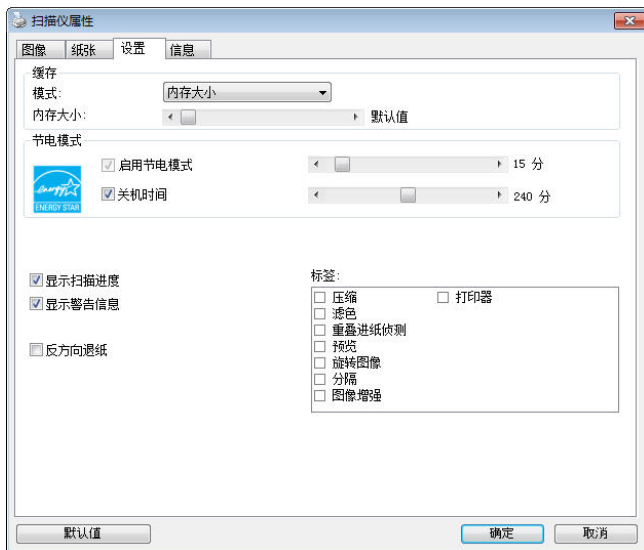 扫描仪属性
图像 纸张 设置 信息
缓存
模式: 内存大小
内存大小: 默认值
节电模式
启用节电模式 15 分
关机时间 240 分
energy
ENERGY STAR
显示扫描进度
显示警告信息
反方向退纸
标签:
压缩 打印器
滤色
重叠进纸侦测
预览
旋转图像
分隔
图像增强
默认值 确定 取消